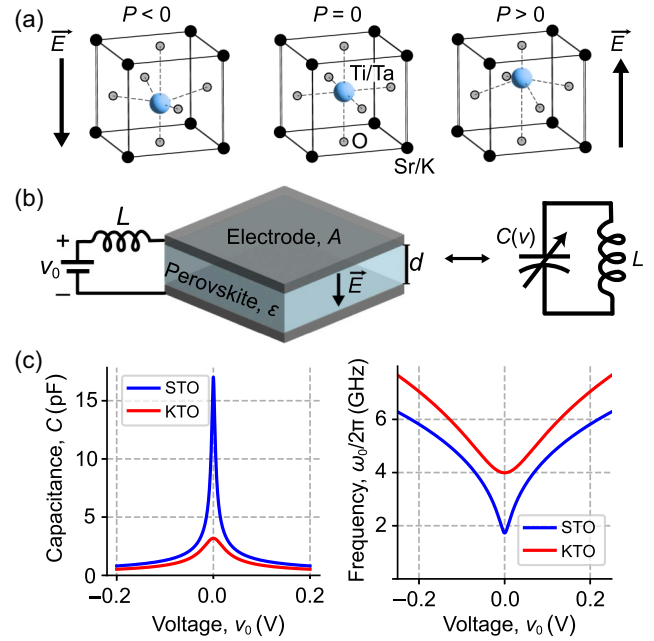 (a)
P < 0
P = 0
P > 0
E
Ti/Ta
E
O
Sr/K
(b)
L
+
v₀
−
Electrode, A
Perovskite, ε
E
d
C(v)
L
(c)
Capacitance, C (pF)
15
10
5
0
STO
KTO
−0.2
0.0
0.2
Voltage, v₀ (V)
Frequency, ω₀/2π (GHz)
6
4
2
STO
KTO
−0.2
0.0
0.2
Voltage, v₀ (V)